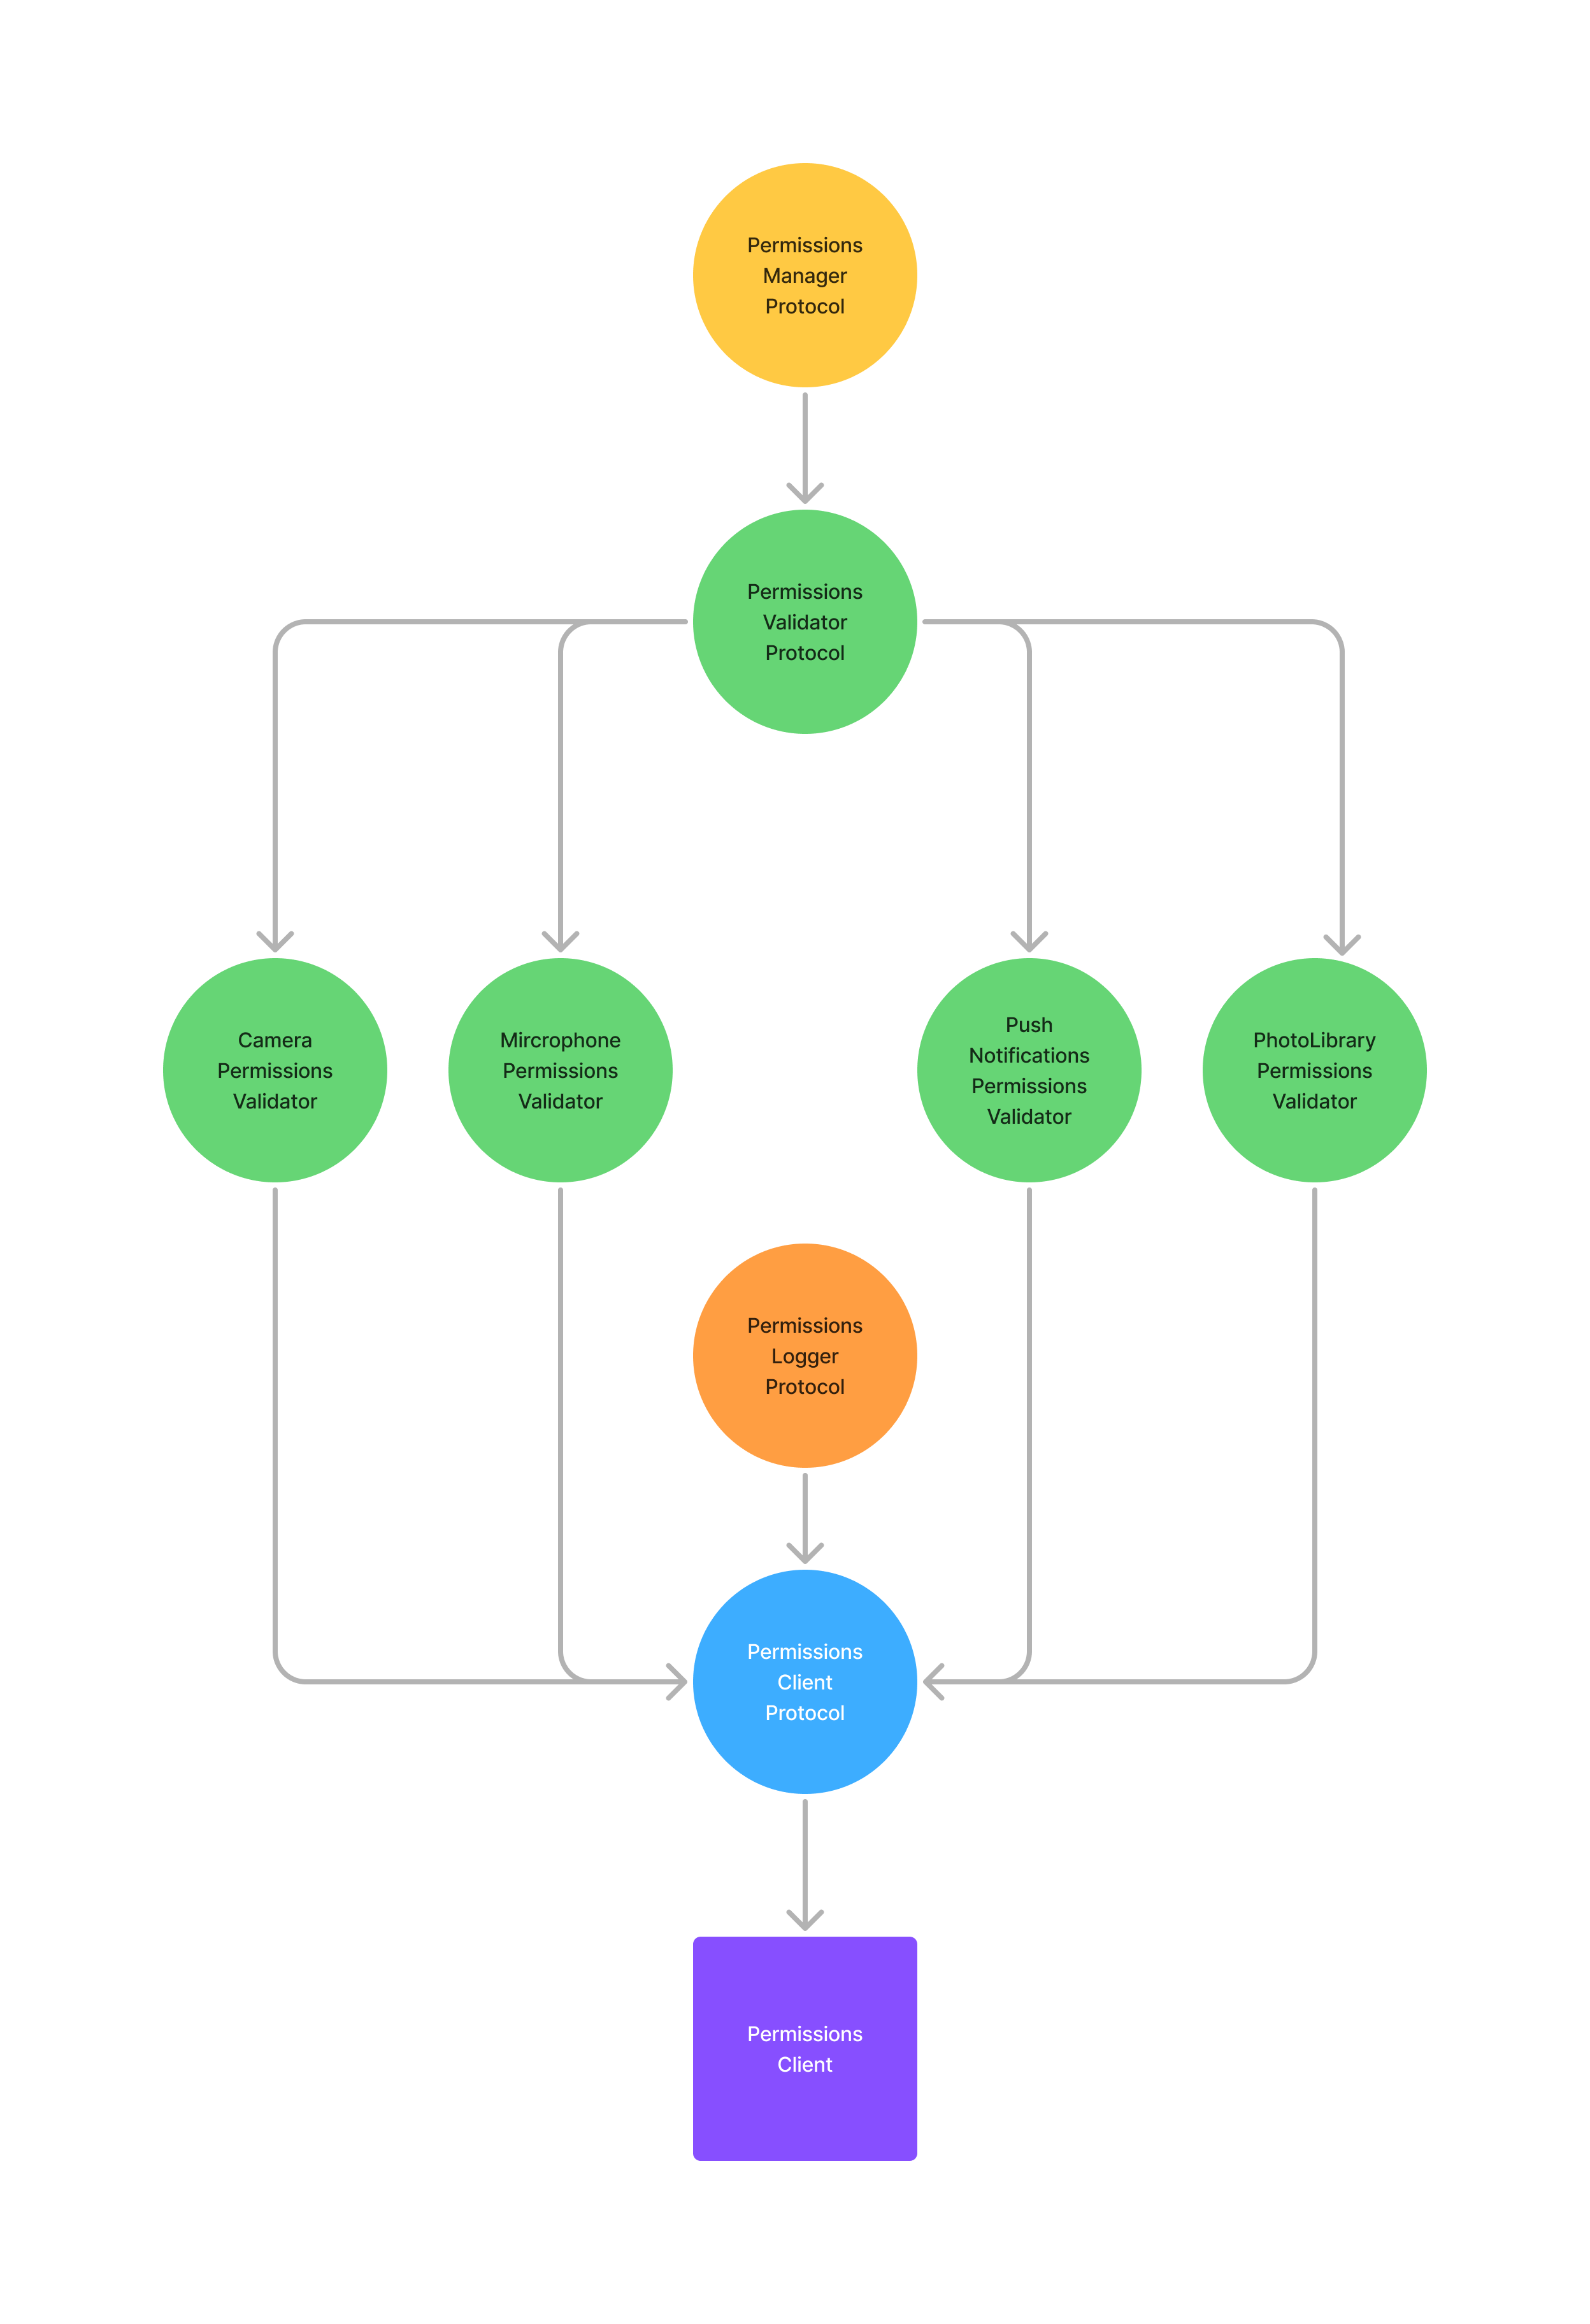 Permissions
Manager
Protocol
Permissions
Validator
Protocol
Camera
Permissions
Validator
Mircrophone
Permissions
Validator
Push
Notifications
Permissions
Validator
PhotoLibrary
Permissions
Validator
Permissions
Logger
Protocol
Permissions
Client
Protocol
Permissions
Client